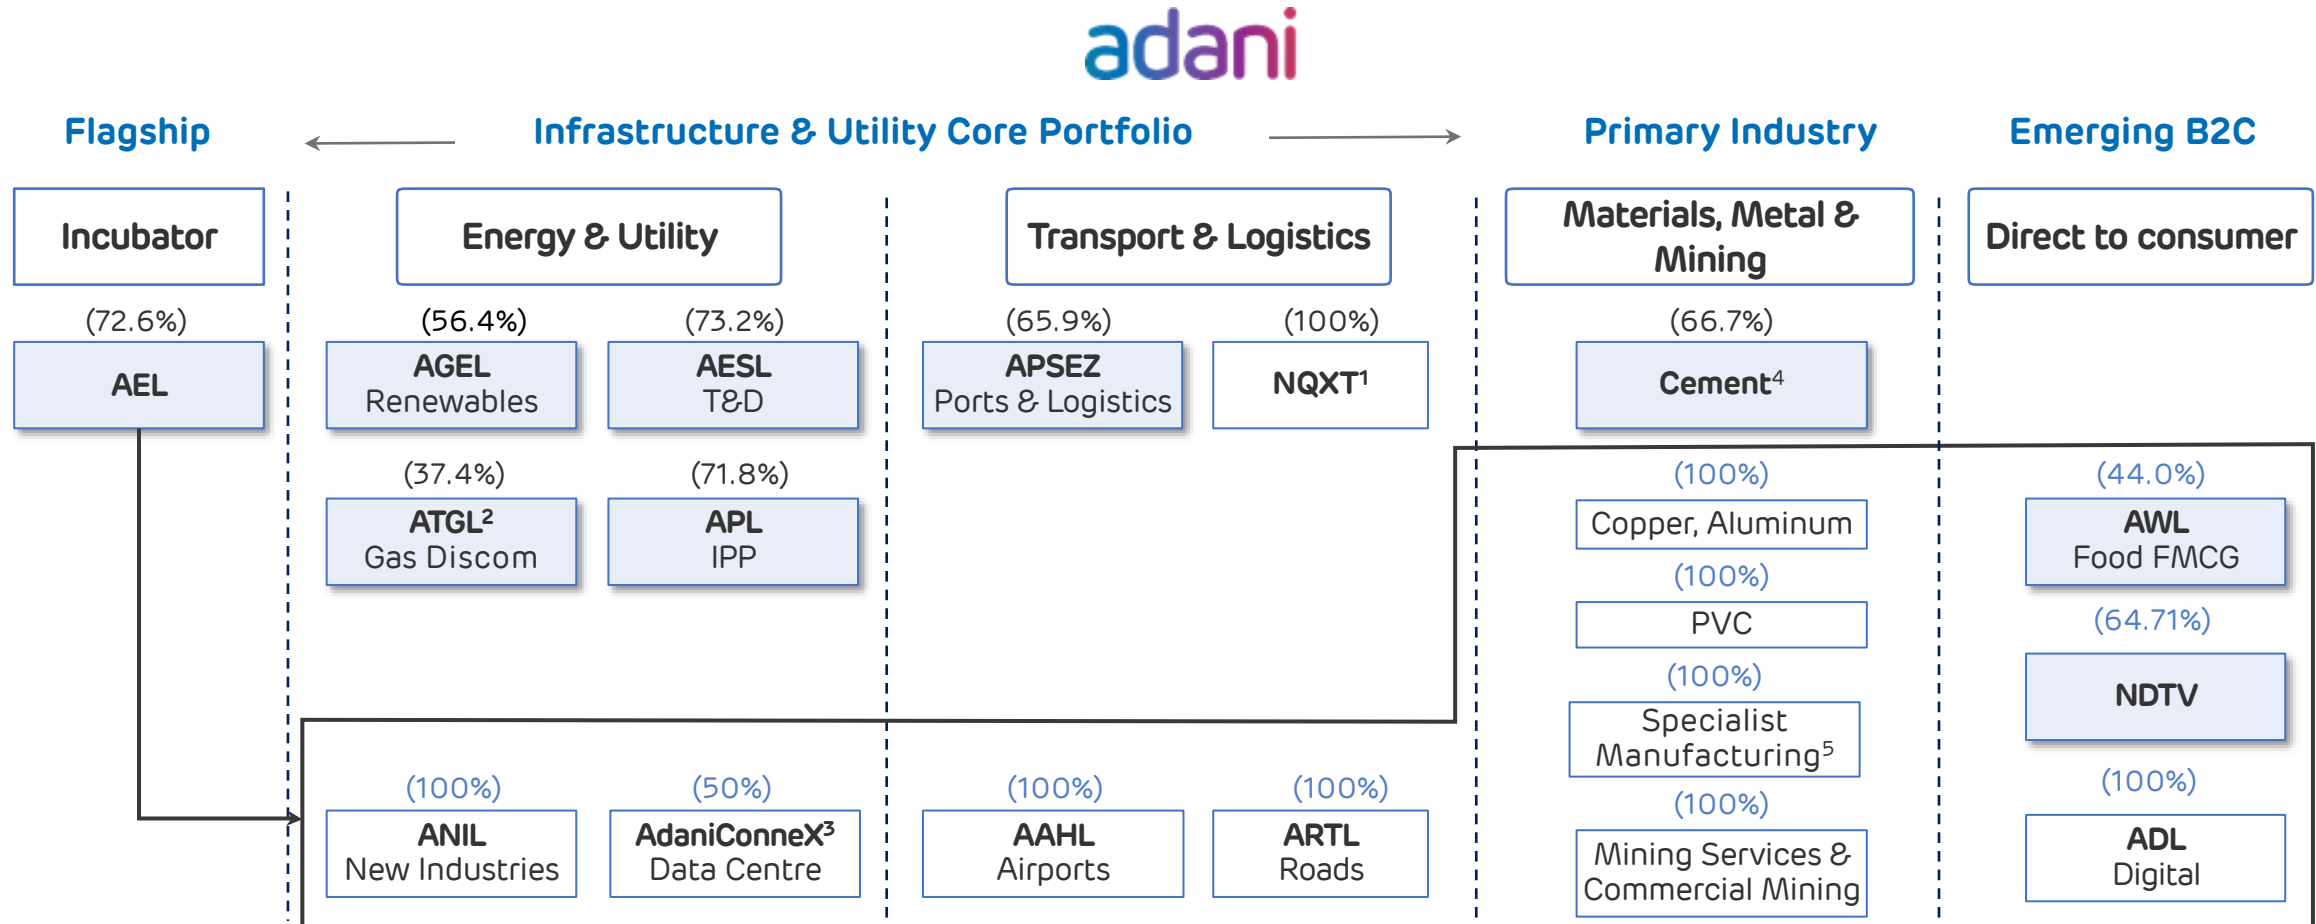 adani
Flagship
Infrastructure & Utility Core Portfolio
Primary Industry
Emerging B2C
Incubator
Energy & Utility
Transport & Logistics
Materials, Metal &
Mining
Direct to consumer
(72.6%)
AEL
(56.4%)
AGEL
Renewables
(73.2%)
AESL
T&D
(65.9%)
APSEZ
Ports & Logistics
(100%)
NQXT¹
(66.7%)
Cement⁴
(37.4%)
ATGL²
Gas Discom
(71.8%)
APL
IPP
(100%)
Copper, Aluminum
(100%)
PVC
(100%)
Specialist
Manufacturing⁵
(100%)
Mining Services &
Commercial Mining
(44.0%)
AWL
Food FMCG
(64.71%)
NDTV
(100%)
ADL
Digital
(100%)
ANIL
New Industries
(50%)
AdaniConneX³
Data Centre
(100%)
AAHL
Airports
(100%)
ARTL
Roads